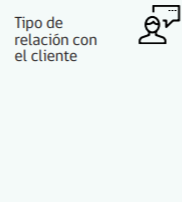 Tipo de
relación con
el cliente